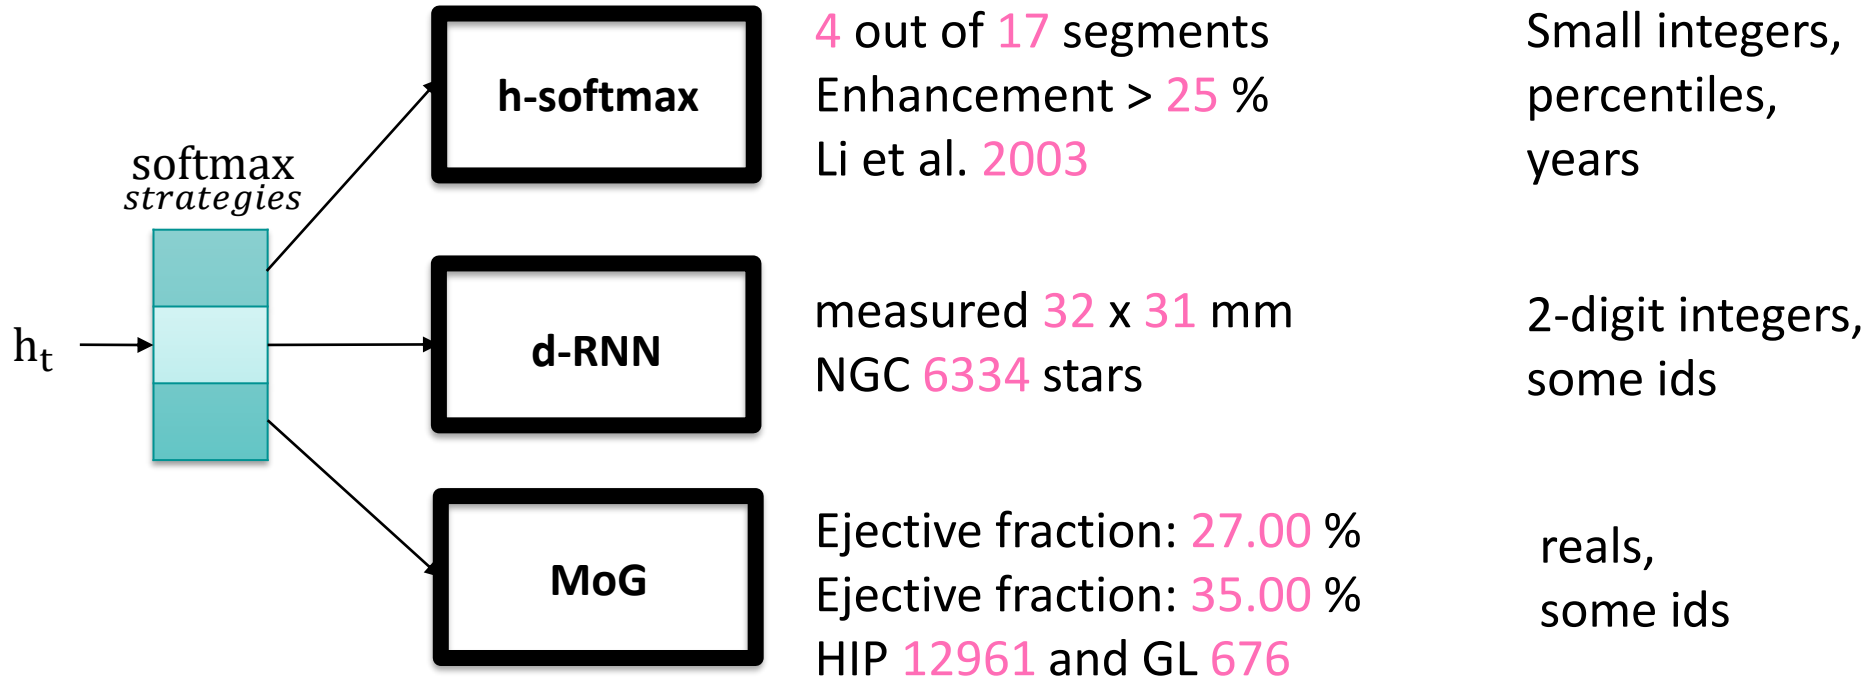 softmax
strategies
hₜ
h-softmax
4 out of 17 segments
Enhancement > 25 %
Li et al. 2003
Small integers,
percentiles,
years
d-RNN
measured 32 x 31 mm
NGC 6334 stars
2-digit integers,
some ids
MoG
Ejective fraction: 27.00 %
Ejective fraction: 35.00 %
HIP 12961 and GL 676
reals,
some ids